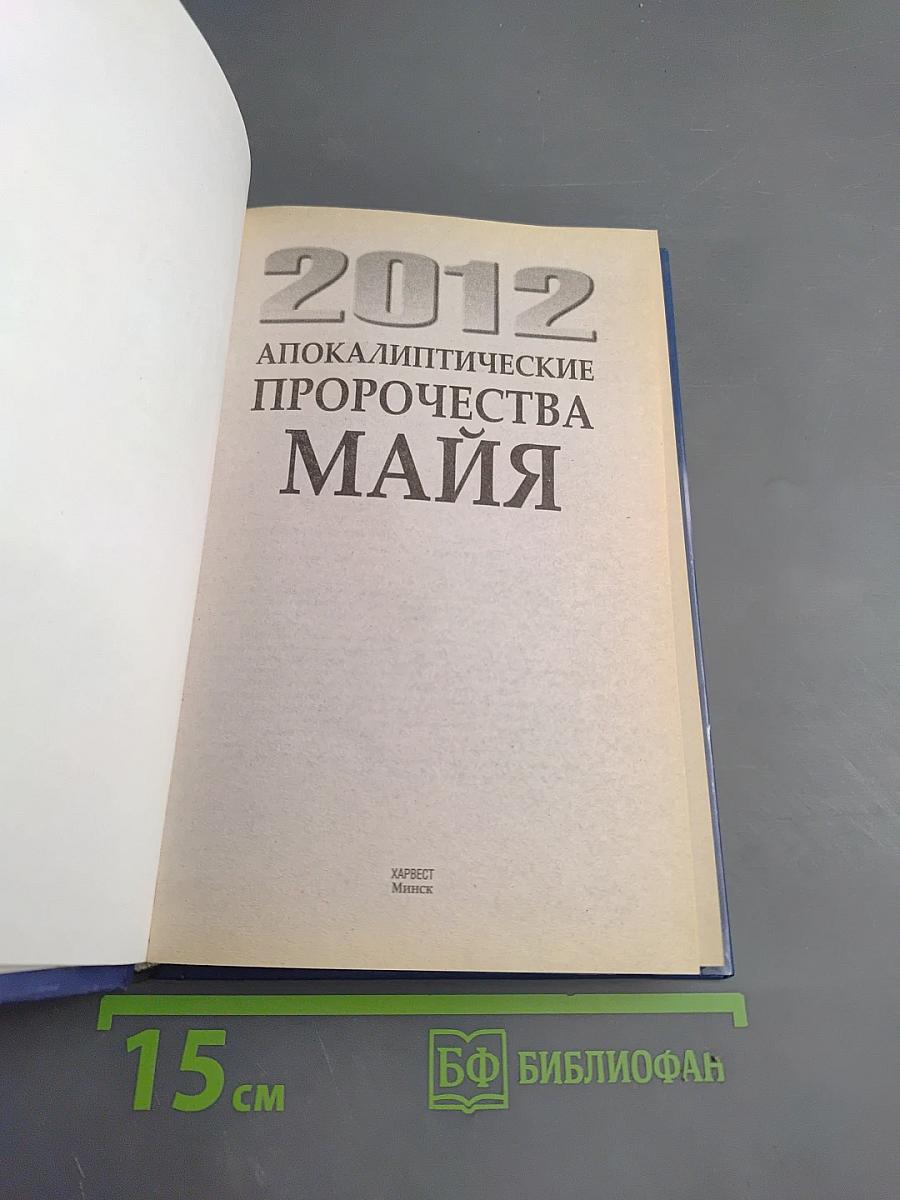 2012
АПОКАЛИПТИЧЕСКИЕ
ПРОРОЧЕСТВА
МАЙЯ
ХАРВЕСТ
Минск
15 см
БФ БИБЛИОФАН